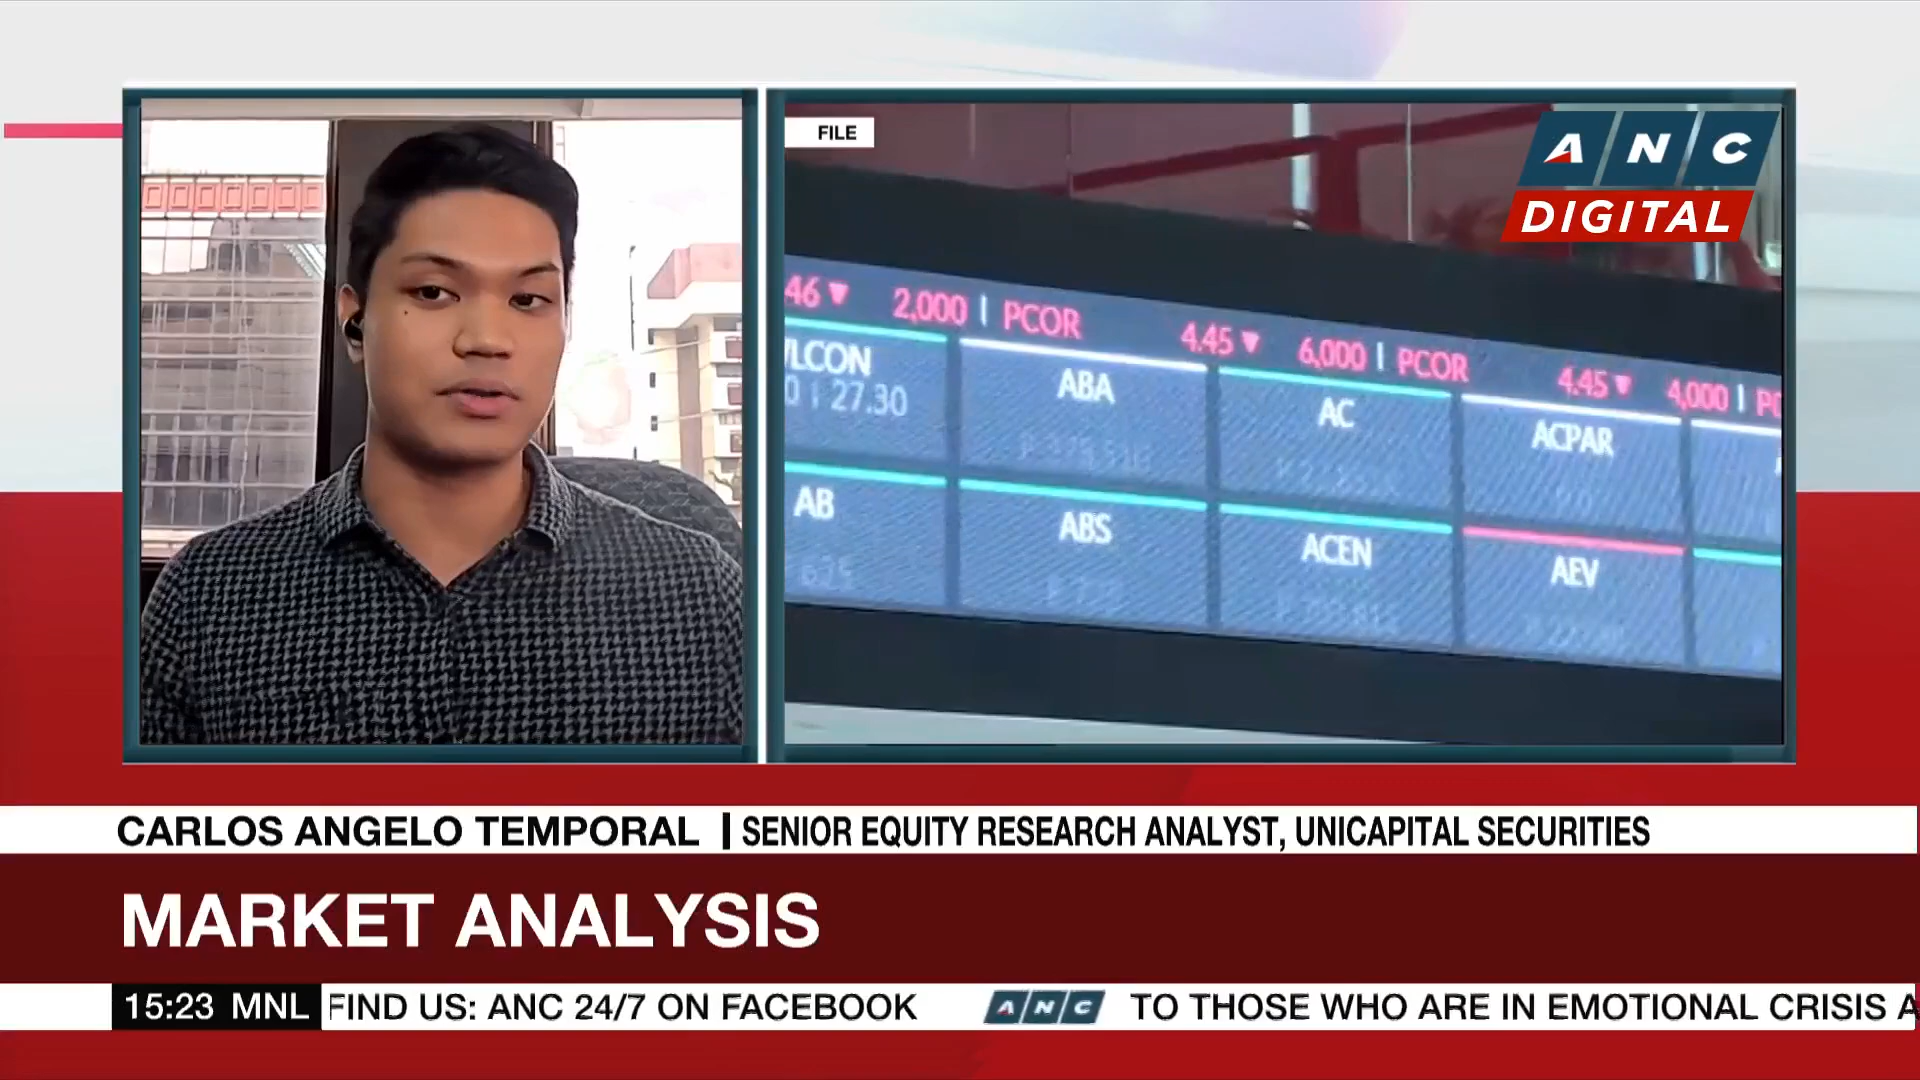 FILE
ANC
DIGITAL
46 ▼ 2,000 | PCOR 4.45 ▼ 6,000 | PCOR 4.45 ▼ 4,000 |
ABA
AC
ACPAR
27.30
AB
ABS
ACEN
AEV
CARLOS ANGELO TEMPORAL | SENIOR EQUITY RESEARCH ANALYST, UNICAPITAL SECURITIES
MARKET ANALYSIS
15:23 MNL FIND US: ANC 24/7 ON FACEBOOK ANC TO THOSE WHO ARE IN EMOTIONAL CRISIS